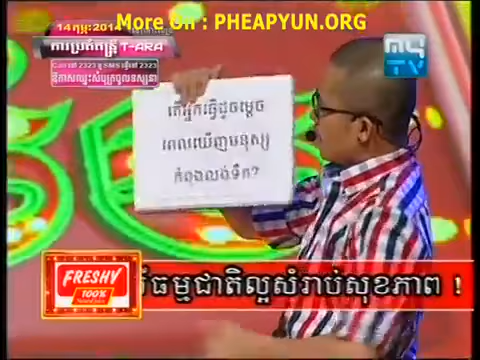 More On : PHEAPYUN.ORG
14 កុម្ភៈ 2014
ការប្រគំតន្ត្រី T-ARA
MYTV
តើអ្នកធ្វើដូចម្តេច
ពេលឃើញមនុស្ស
កំពុងលង់ទឹក?
FRESHY
100%
ធម្មជាតិល្អសំរាប់សុខភាព !